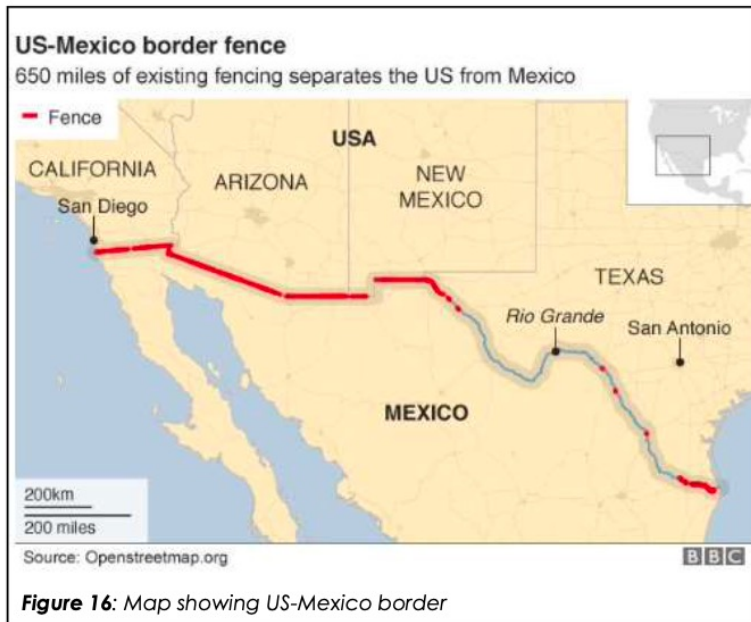 US-Mexico border fence
650 miles of existing fencing separates the US from Mexico
Fence
USA
CALIFORNIA
ARIZONA
NEW
MEXICO
San Diego
TEXAS
Rio Grande
San Antonio
MEXICO
200km
200 miles
Source: Openstreetmap.org
BBC
Figure 16: Map showing US-Mexico border